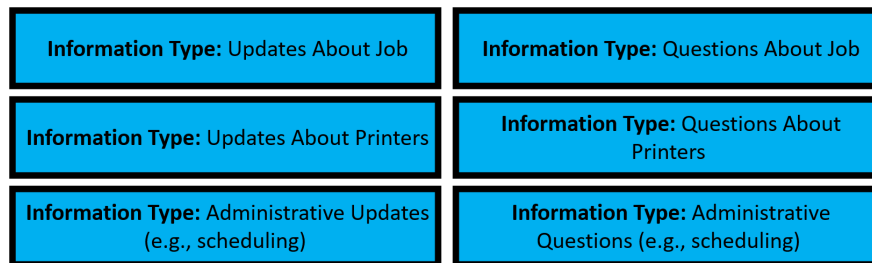 Information Type: Updates About Job
Information Type: Questions About Job
Information Type: Updates About Printers
Information Type: Questions About
Printers
Information Type: Administrative Updates
(e.g., scheduling)
Information Type: Administrative
Questions (e.g., scheduling)